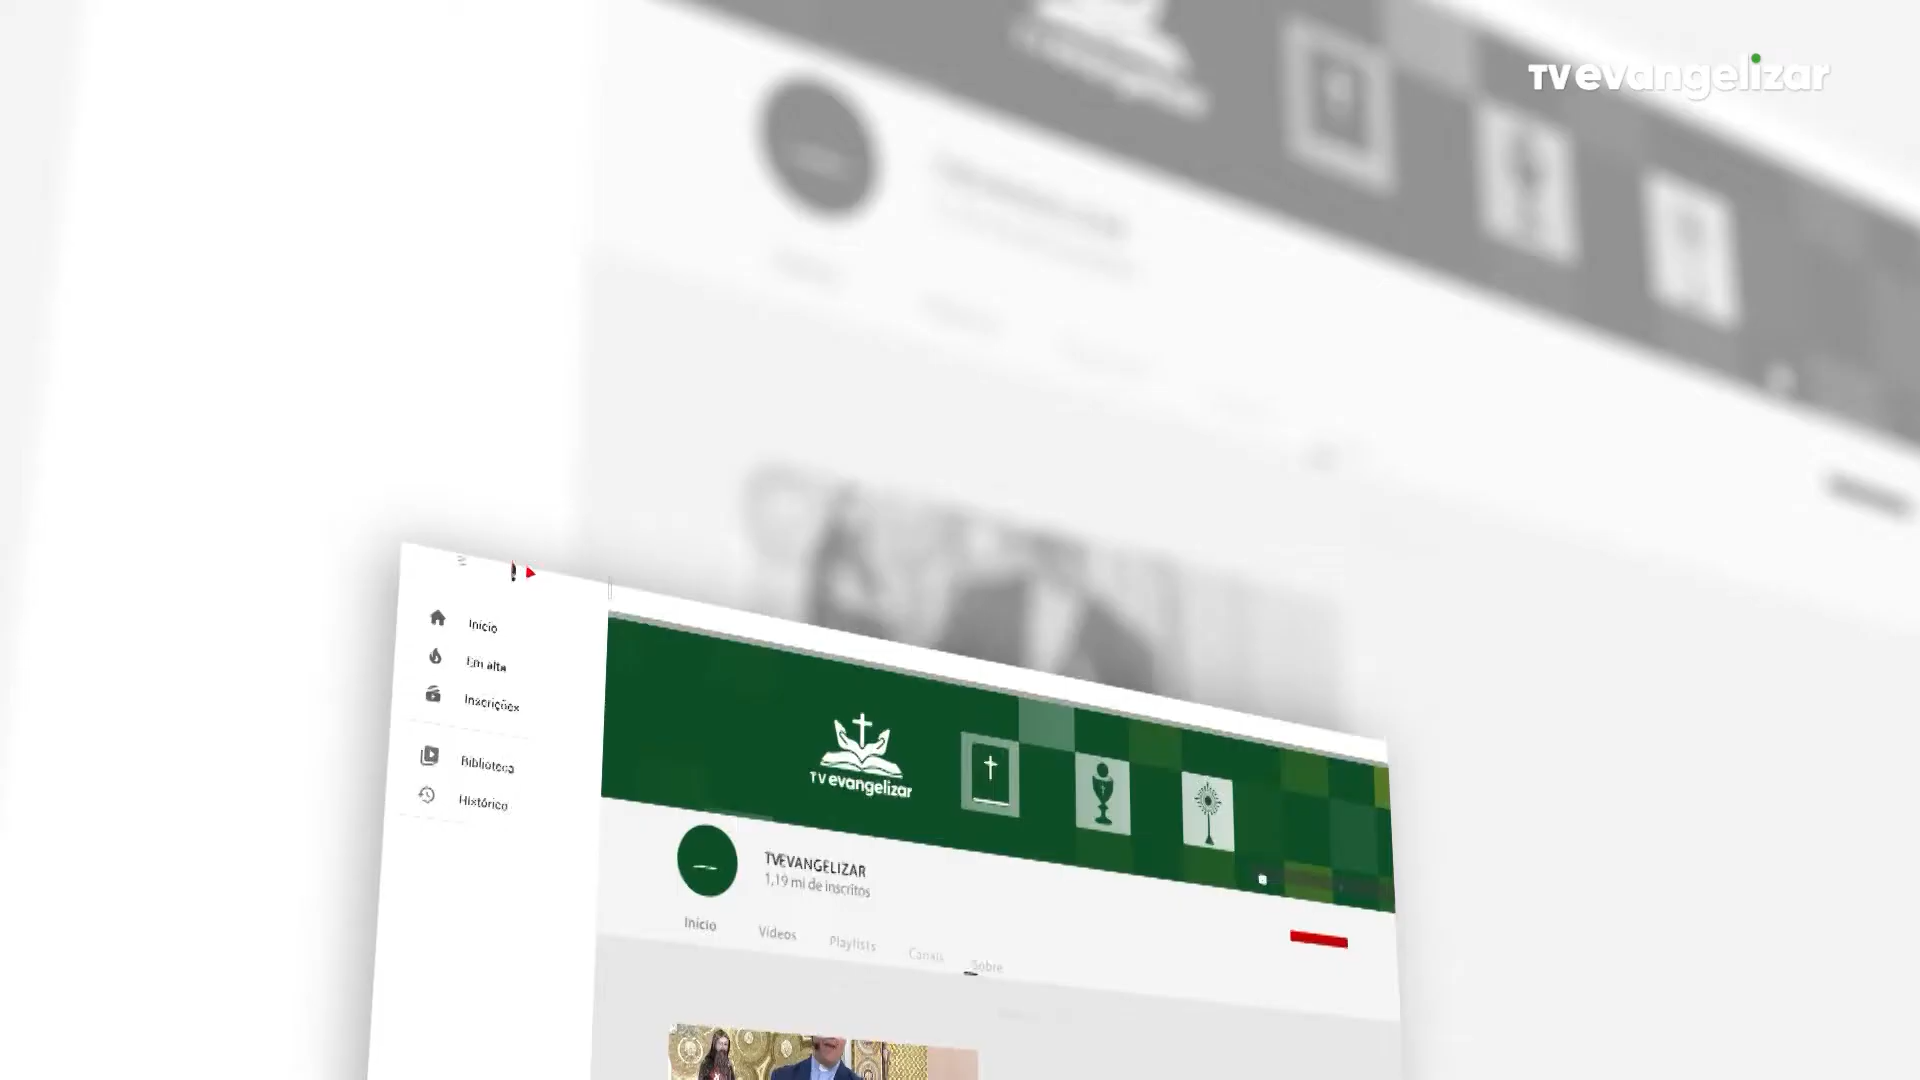 TVevangelizar
Início
Em alta
Inscrições
Biblioteca
Histórico
TV evangelizar
TVEVANGELIZAR
1,19 mi de inscritos
Início
Vídeos
Playlists
Canais
Sobre